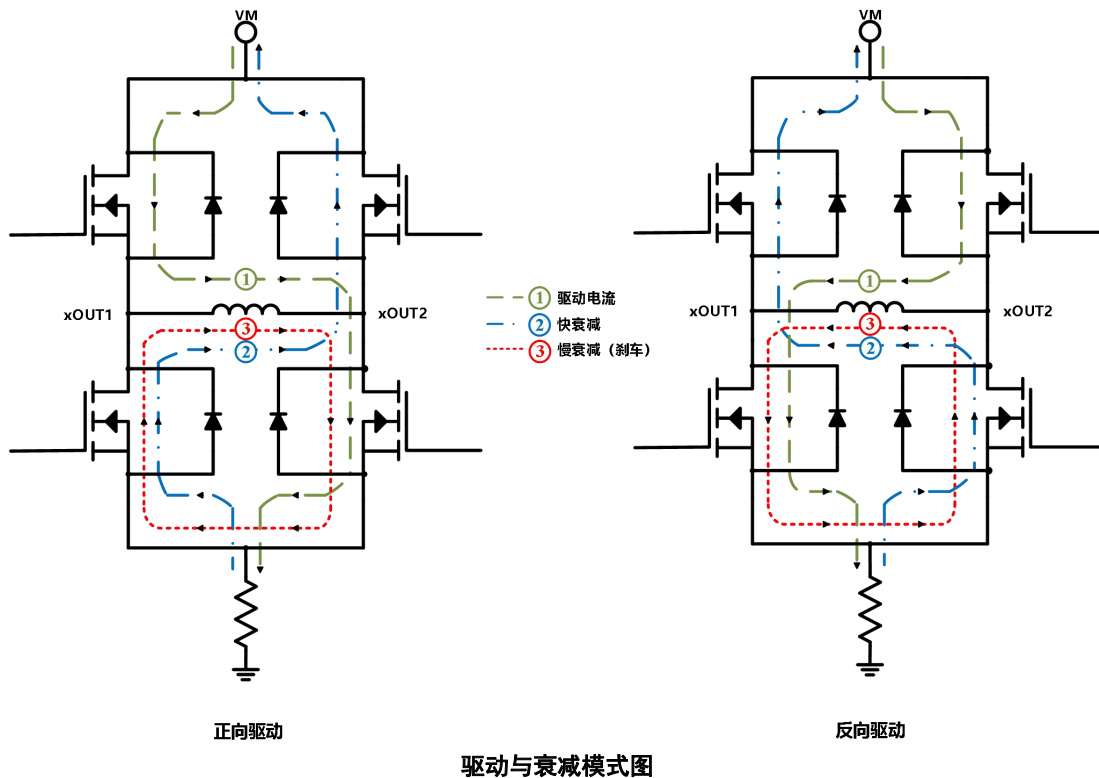 VM
VM
1
1
xOUT1
xOUT2
1 驱动电流
2 快衰减
3 慢衰减（刹车）
xOUT1
xOUT2
3
2
3
2
正向驱动
反向驱动
驱动与衰减模式图